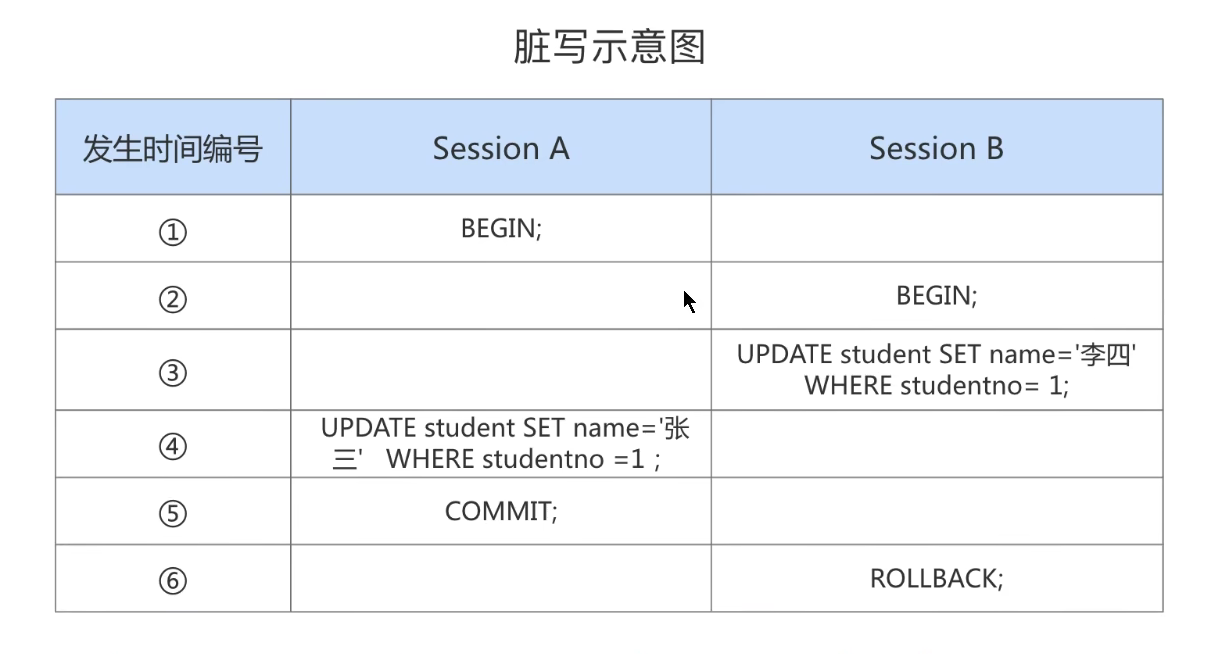 脏写示意图
发生时间编号 Session A Session B
① BEGIN;
② BEGIN;
③ UPDATE student SET name='李四'
WHERE studentno= 1;
④ UPDATE student SET name='张
三' WHERE studentno =1 ;
⑤ COMMIT;
⑥ ROLLBACK;